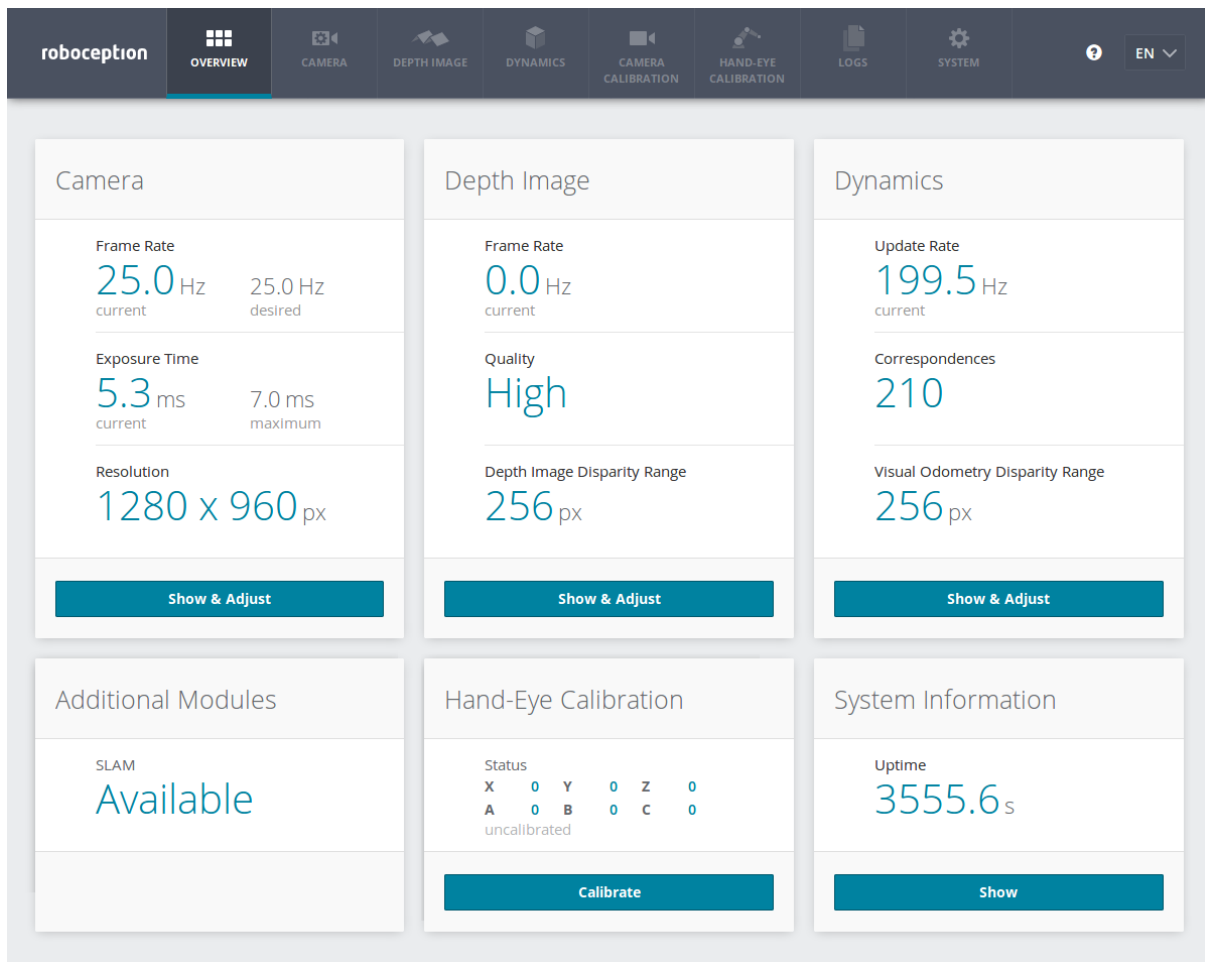 roboception
OVERVIEW
CAMERA
DEPTH IMAGE
DYNAMICS
CAMERA
CALIBRATION
HAND-EYE
CALIBRATION
LOGS
SYSTEM
?
EN
Camera
Frame Rate
25.0 Hz 25.0 Hz
current desired
Exposure Time
5.3 ms 7.0 ms
current maximum
Resolution
1280 x 960 px
Show & Adjust
Depth Image
Frame Rate
0.0 Hz
current
Quality
High
Depth Image Disparity Range
256 px
Show & Adjust
Dynamics
Update Rate
199.5 Hz
current
Correspondences
210
Visual Odometry Disparity Range
256 px
Show & Adjust
Additional Modules
SLAM
Available
Hand-Eye Calibration
Status
X 0 Y 0 Z 0
A 0 B 0 C 0
uncalibrated
Calibrate
System Information
Uptime
3555.6 s
Show